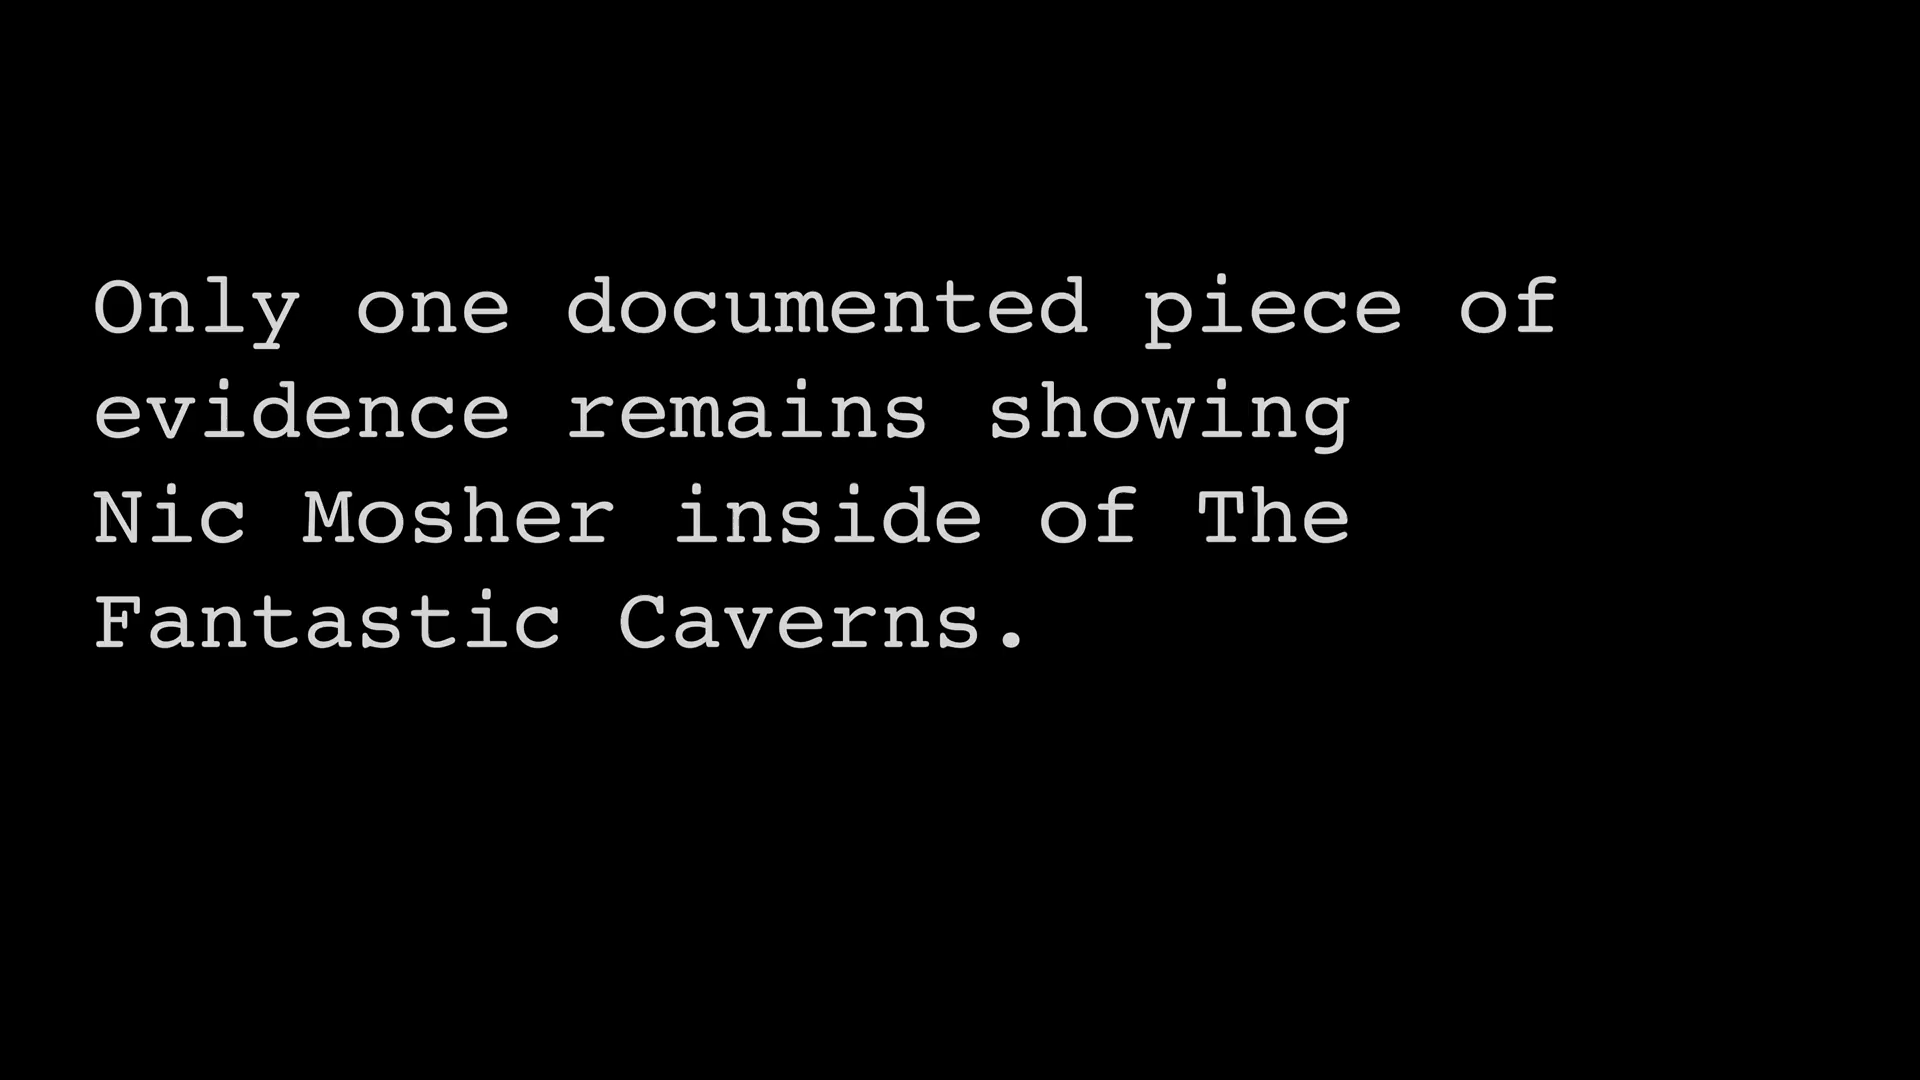 Only one documented piece of
evidence remains showing
Nic Mosher inside of The
Fantastic Caverns.